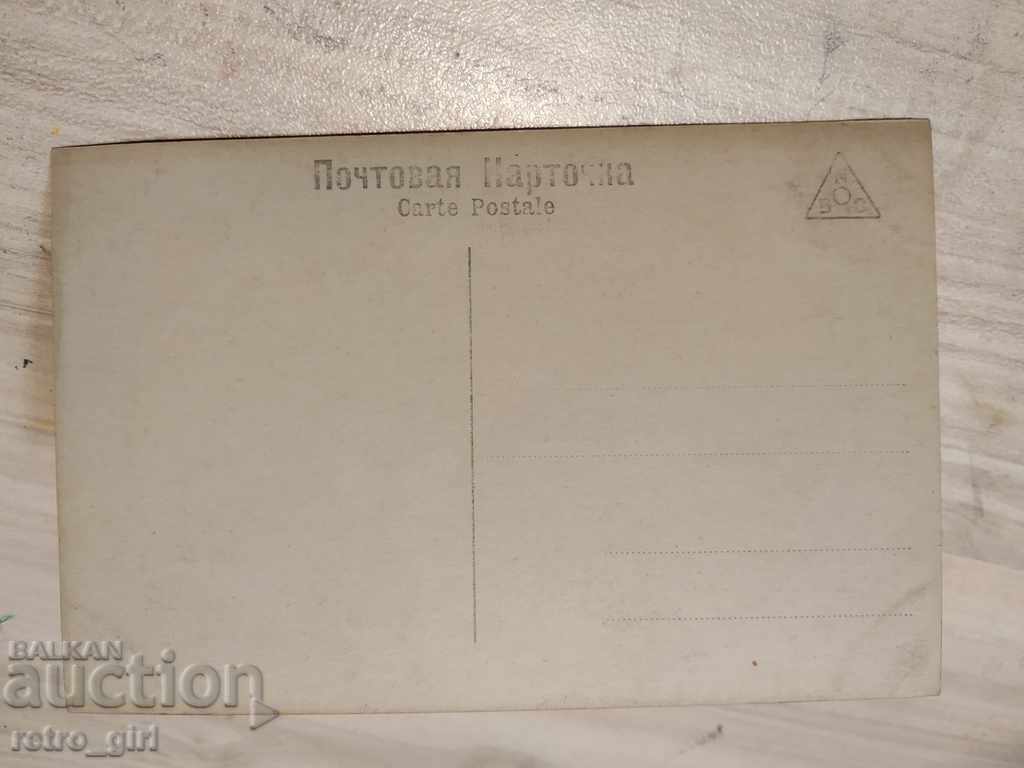 Почтовая Карточка
Carte Postale
N
O
B C
BALKAN
auction
retro_girl